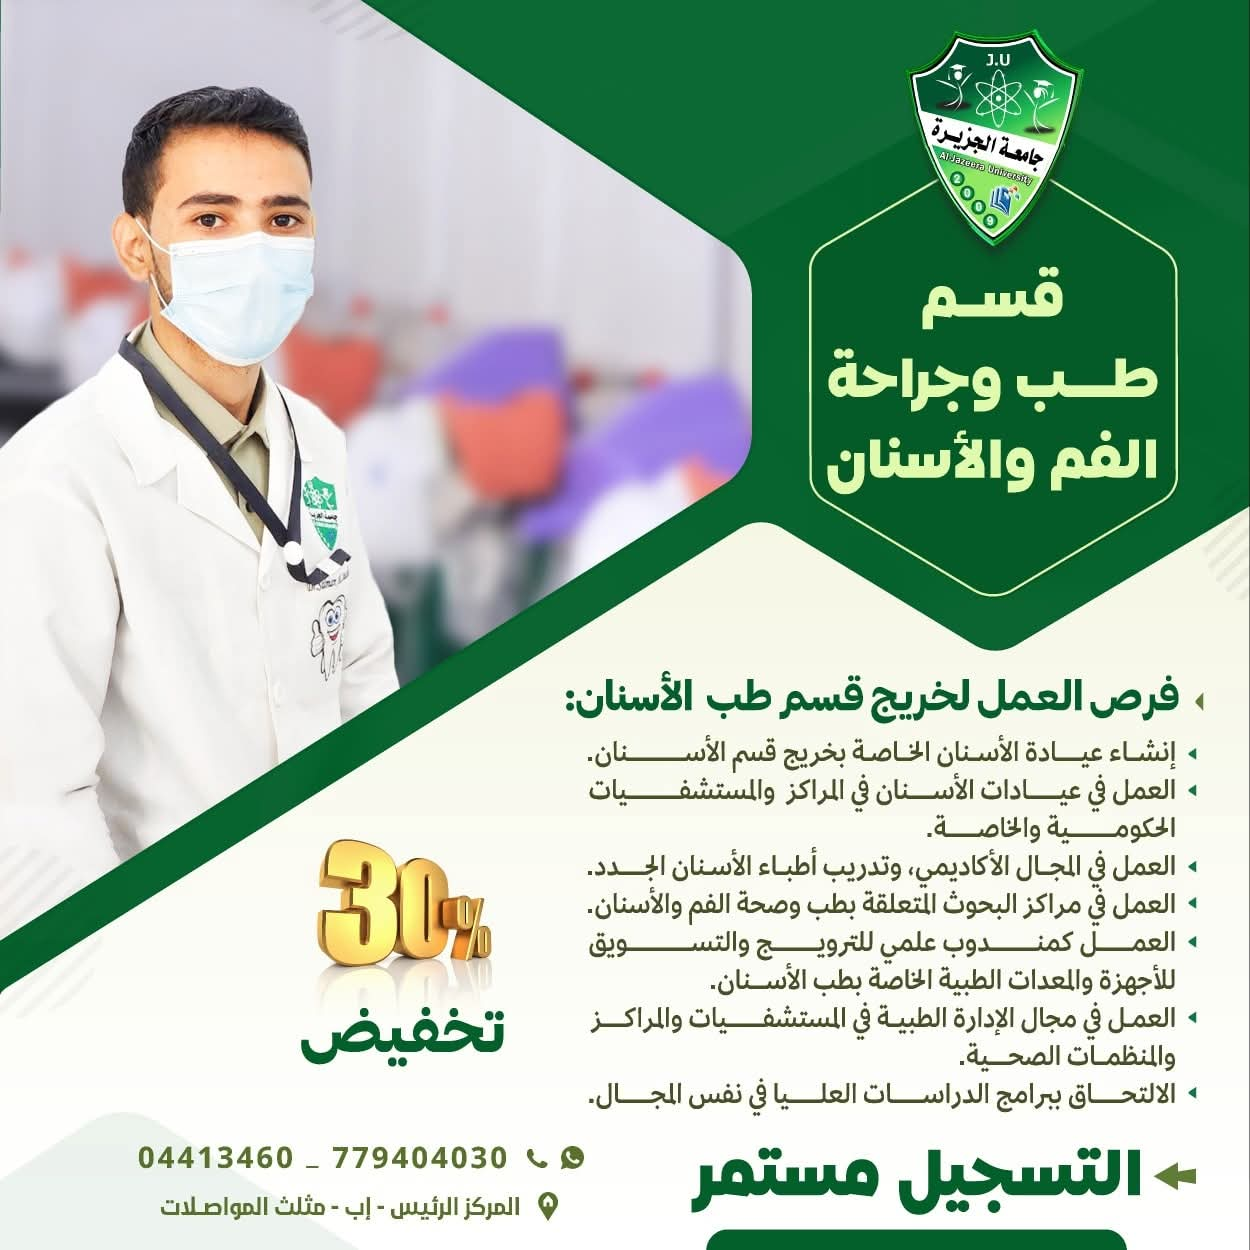 J.U
جامعة الجزيرة
Al.Jazeera University
2009
قسم
طب وجراحة
الفم والأسنان
جامعة الجزيرة
فرص العمل لخريج قسم طب الأسنان:
إنشاء عيادة الأسنان الخاصة بخريج قسم الأسنان.
العمل في عيادات الأسنان في المراكز والمستشفيات
الحكومية والخاصة.
العمل في المجال الأكاديمي، وتدريب أطباء الأسنان الجدد.
العمل في مراكز البحوث المتعلقة بطب وصحة الفم والأسنان.
العمل كمندوب علمي للترويج والتسويق
للأجهزة والمعدات الطبية الخاصة بطب الأسنان.
العمل في مجال الإدارة الطبية في المستشفيات والمراكز
والمنظمات الصحية.
الالتحاق ببرامج الدراسات العليا في نفس المجال.
30%
تخفيض
التسجيل مستمر
04413460 _ 779404030
المركز الرئيس - إب - مثلث المواصلات